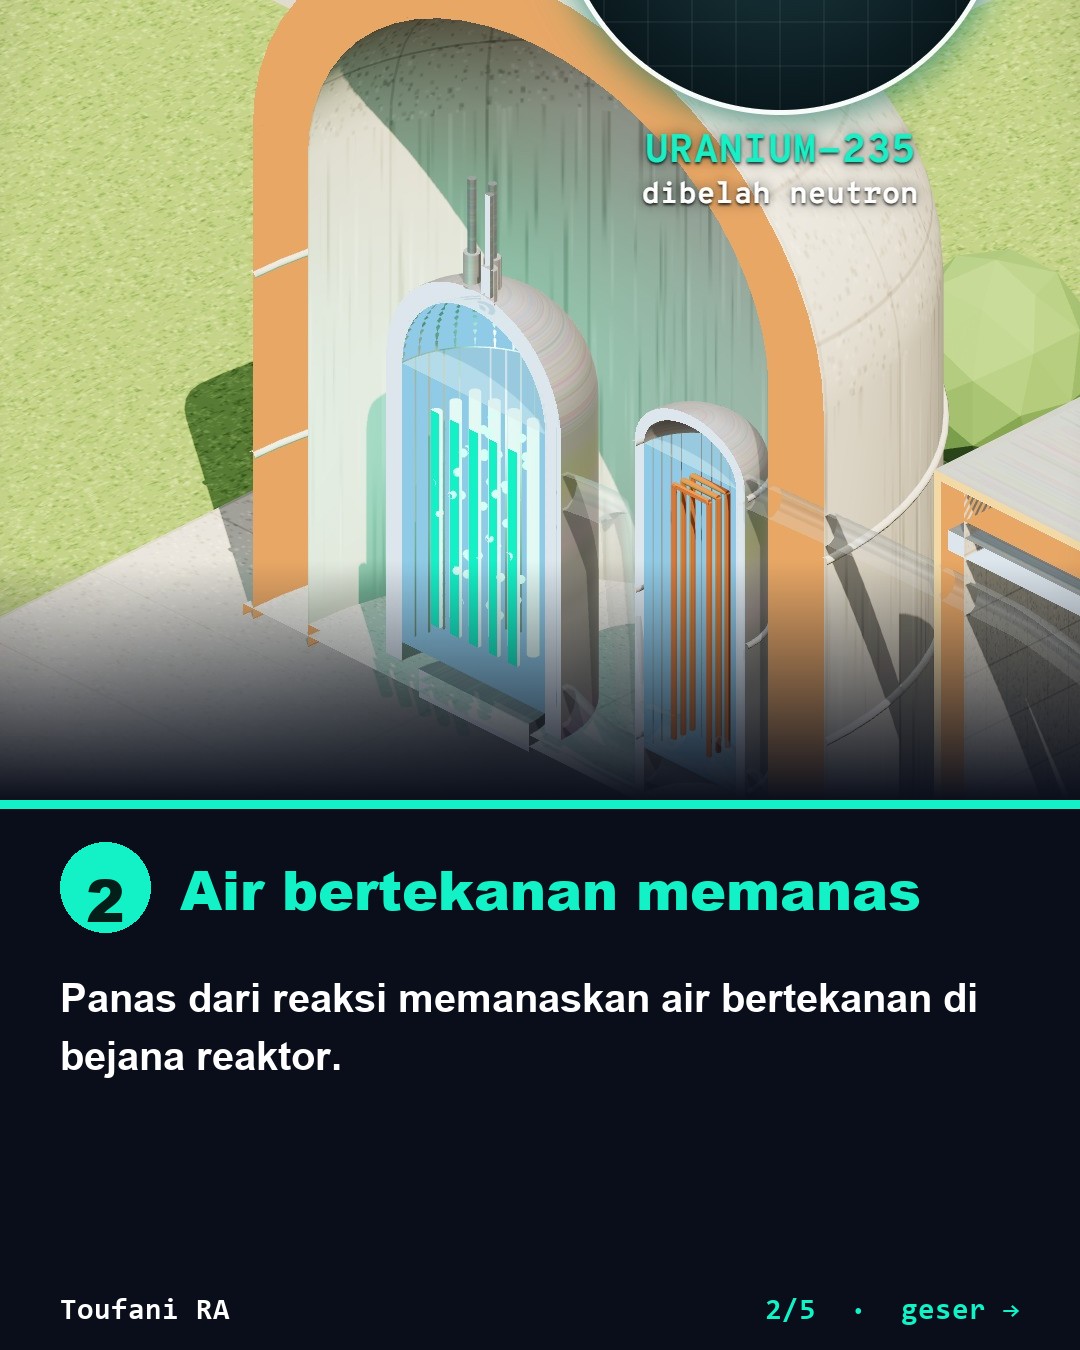 URANIUM-235
dibelah neutron
2
Air bertekanan memanas
Panas dari reaksi memanaskan air bertekanan di
bejana reaktor.
Toufani RA
2/5 · geser →